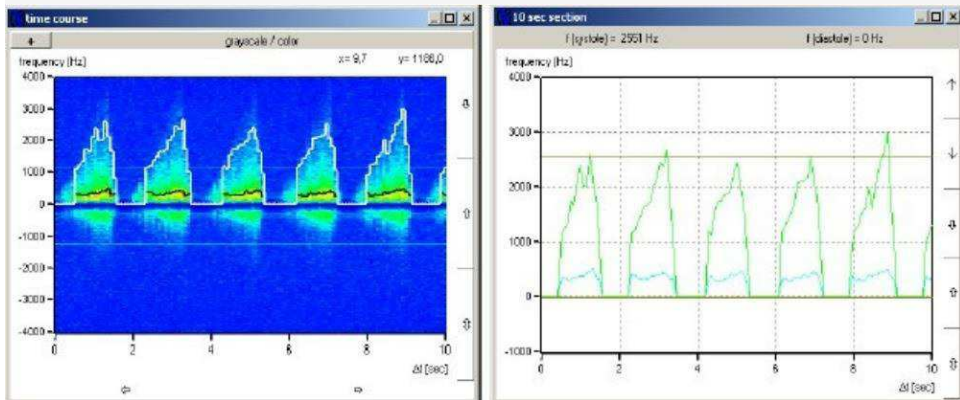 time course
+
grayscale / color
frequency [Hz]
x= 9,7 y= 1166,0
4000
3000
2000
1000
0
-1000
-2000
-3000
-4000
0 2 4 6 8 10
Δt [sec]
10 sec section
f (systole) = 2551 Hz f (diastole) = 0 Hz
frequency [Hz]
4000
3000
2000
1000
0
-1000
0 2 4 6 8 10
Δt [sec]